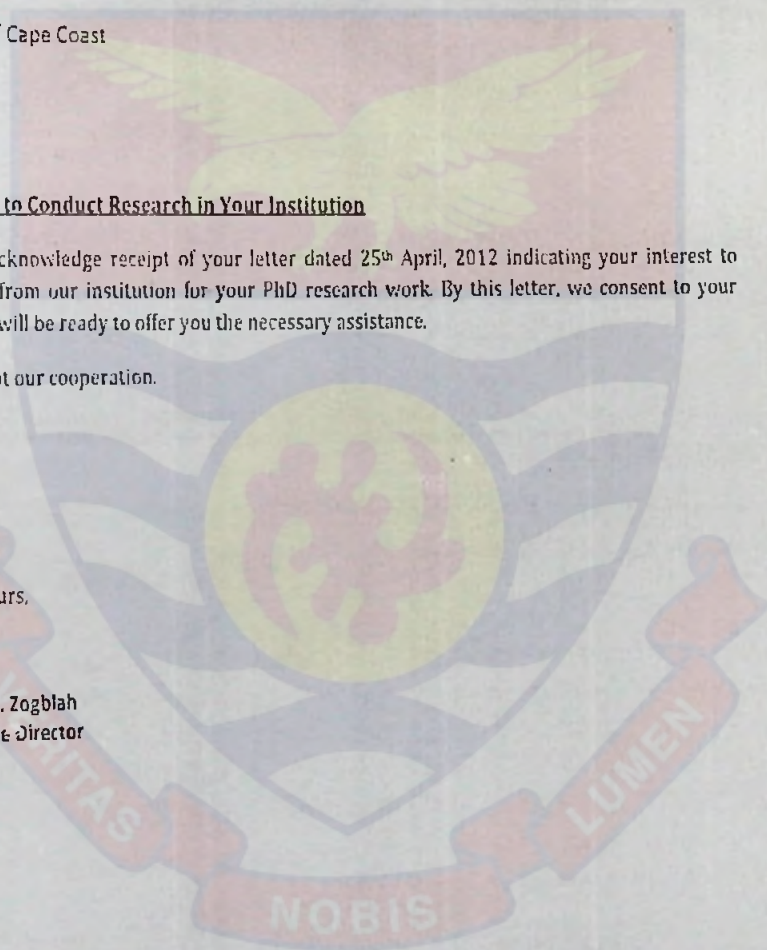 Cape Coast
to Conduct Research in Your Institution
cknowledge receipt of your letter dated 25th April, 2012 indicating your interest to
from our institution for your PhD research work. By this letter, we consent to your
will be ready to offer you the necessary assistance.
t our cooperation.
urs,
. Zogblah
Director
ITAS
NOBIS
LUMEN